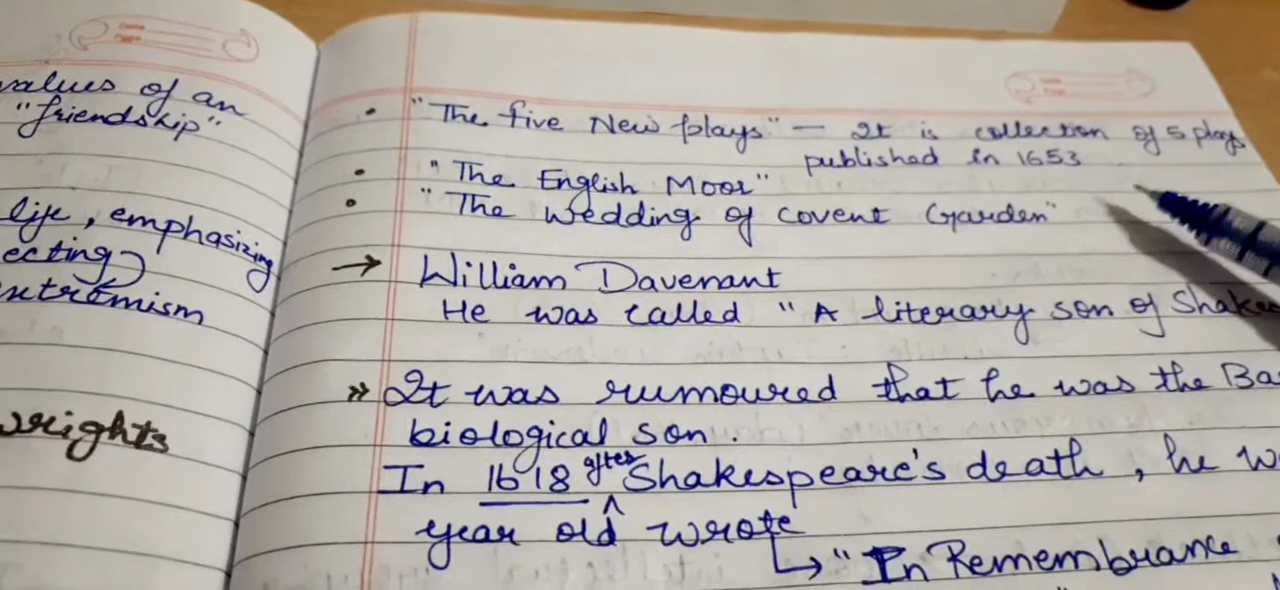 values of an
"friendship"
life, emphasizing
ecting)
xtremism
wrights
• "The five New plays" — It is collection of 5 plays
published in 1653
• "The English Moor"
• "The wedding of covent Garden"
→ William Davenant
He was called "A literary son of Shakes
» It was rumoured that he was the Ba
biological son.
In 1618 after Shakespeare's death, he w
year old ^ wrote
↳ "In Remembrance